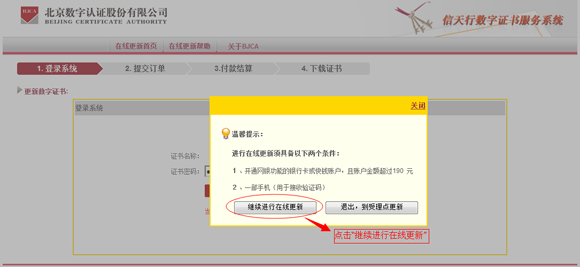 BJCA
北京数字认证股份有限公司
BEIJING CERTIFICATE AUTHORITY
信天行数字证书服务系统
在线更新首页 在线更新帮助 关于BJCA
1. 登录系统 2. 提交订单 3.付款结算 4. 下载证书
更新数字证书:
登录系统
关闭
温馨提示：
进行在线更新须具备以下两个条件：
1 、开通网银功能的银行卡或快钱账户，且账户金额超过190 元
2 、一部手机（用于接收验证码）
证书名称:
证书密码:
继续进行在线更新 退出，到受理点更新
点击"继续进行在线更新"